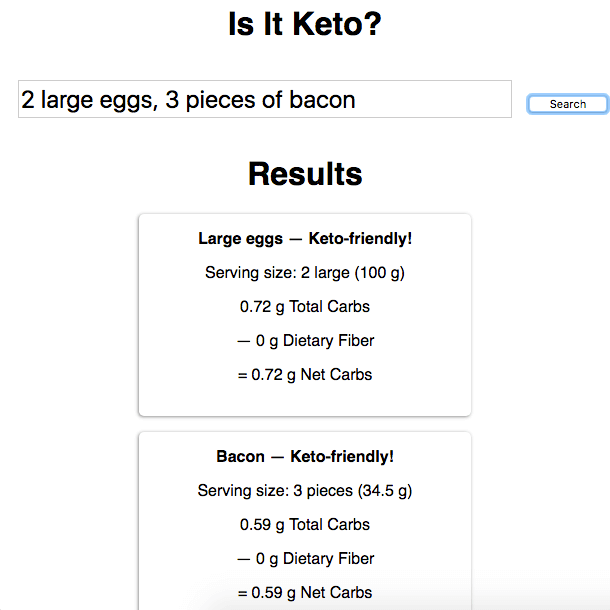 Is It Keto?
2 large eggs, 3 pieces of bacon
Search
Results
Large eggs — Keto-friendly!
Serving size: 2 large (100 g)
0.72 g Total Carbs
— 0 g Dietary Fiber
= 0.72 g Net Carbs
Bacon — Keto-friendly!
Serving size: 3 pieces (34.5 g)
0.59 g Total Carbs
— 0 g Dietary Fiber
= 0.59 g Net Carbs